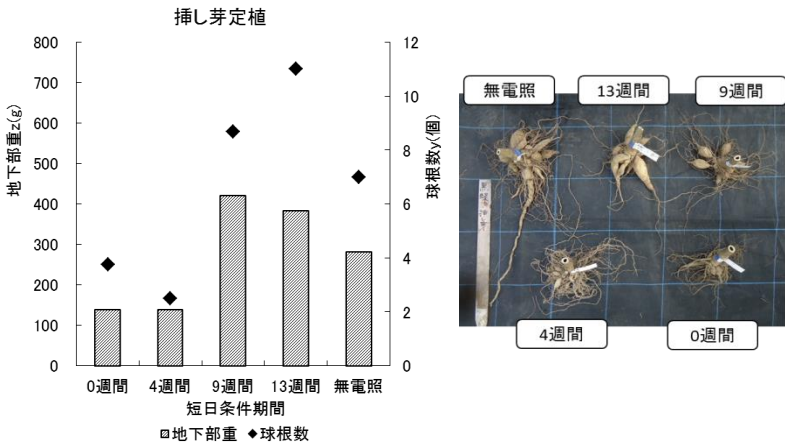 挿し芽定植
地下部重z(g)
800
700
600
500
400
300
200
100
0
球根数y(個)
12
10
8
6
4
2
0
0週間
4週間
9週間
13週間
無電照
短日条件期間
地下部重
球根数
無電照
13週間
9週間
4週間
0週間